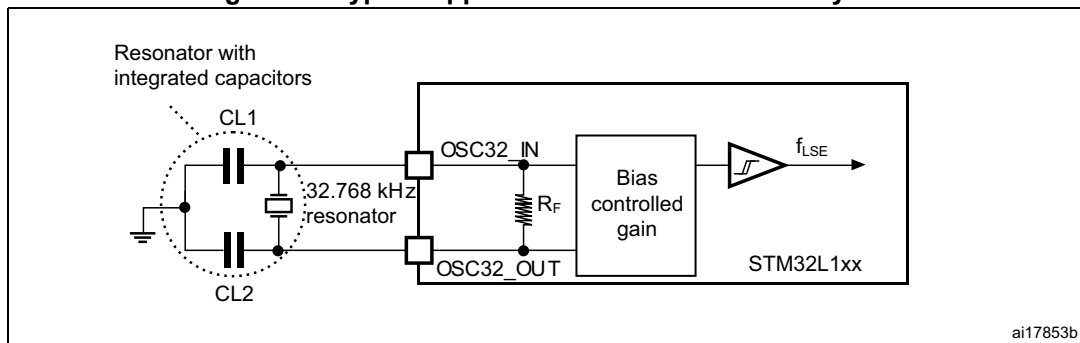 Resonator with
integrated capacitors
CL1
OSC32_IN
fLSE
32.768 kHz
resonator
RF
Bias
controlled
gain
OSC32_OUT
STM32L1xx
CL2
ai17853b